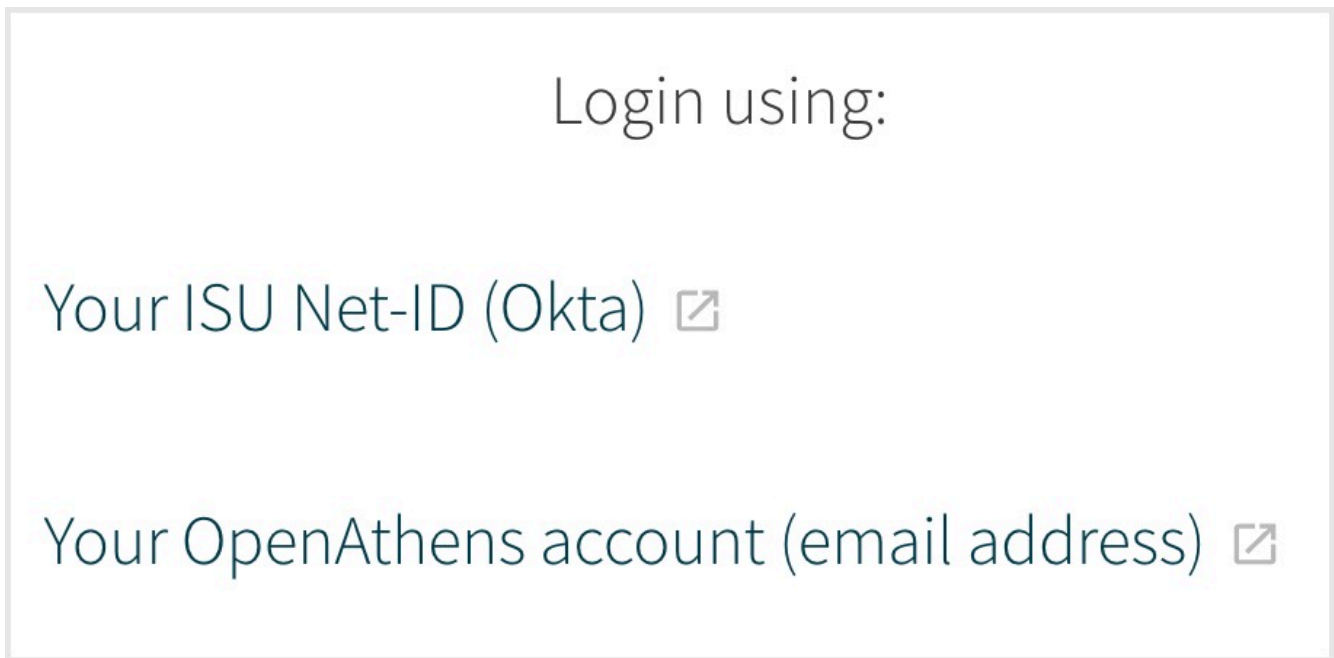 Login using:
Your ISU Net-ID (Okta)
Your OpenAthens account (email address)